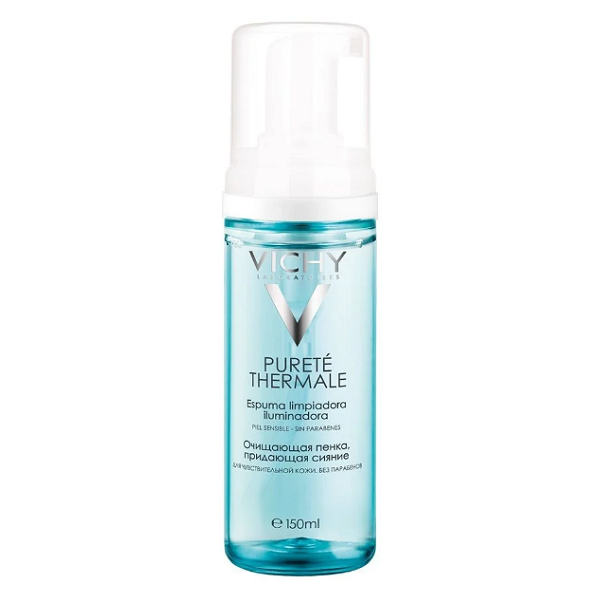 VICHY
LABORATOIRES
V
PURETÉ
THERMALE
Espuma limpiadora
iluminadora
PIEL SENSIBLE - SIN PARABENES
Очищающая пенка,
придающая сияние
ДЛЯ ЧУВСТВИТЕЛЬНОЙ КОЖИ. БЕЗ ПАРАБЕНОВ
℮ 150ml